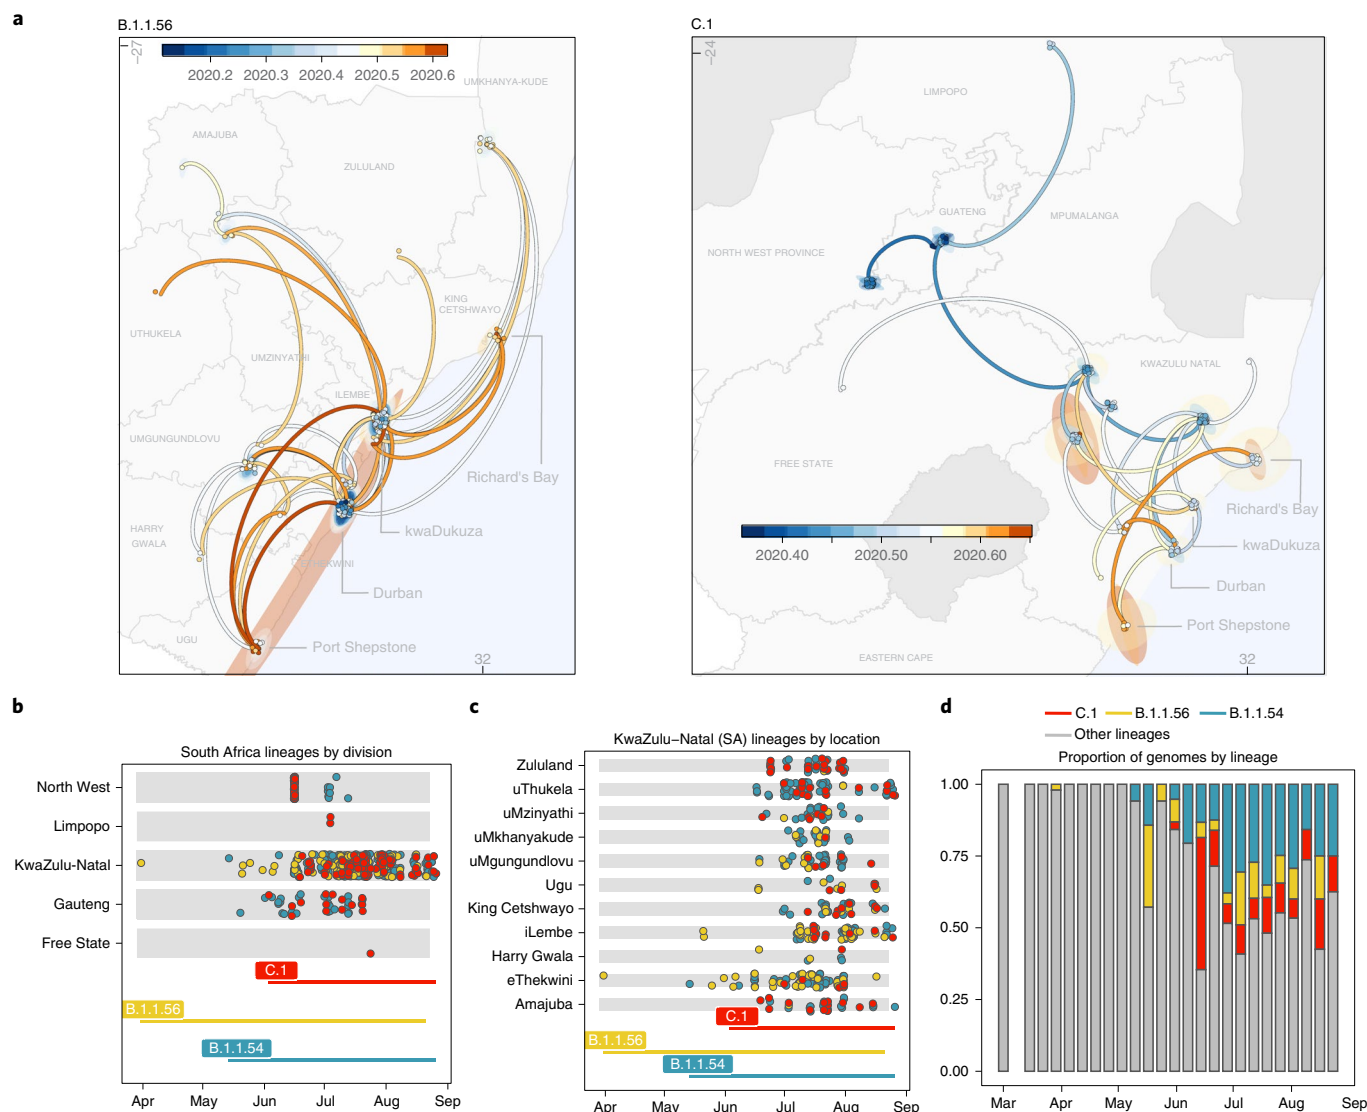 a
B.1.1.56
−27
2020.2 2020.3 2020.4 2020.5 2020.6
UMKHANYA-KUDE
AMAJUBA
ZULULAND
KING
CETSHWAYO
UTHUKELA
UMZINYATHI
ILEMBE
UMGUNGUNDLOVU
Richard's Bay
HARRY
GWALA
kwaDukuza
ETHEKWINI
Durban
UGU
Port Shepstone
32
C.1
−24
LIMPOPO
GUATENG
MPUMALANGA
NORTH WEST PROVINCE
KWAZULU NATAL
FREE STATE
Richard's Bay
2020.40 2020.50 2020.60
kwaDukuza
Durban
Port Shepstone
EASTERN CAPE
32
b
South Africa lineages by division
North West
Limpopo
KwaZulu-Natal
Gauteng
Free State
C.1
B.1.1.56
B.1.1.54
Apr May Jun Jul Aug Sep
c
KwaZulu−Natal (SA) lineages by location
Zululand
uThukela
uMzinyathi
uMkhanyakude
uMgungundlovu
Ugu
King Cetshwayo
iLembe
Harry Gwala
eThekwini
Amajuba
C.1
B.1.1.56
B.1.1.54
Apr May Jun Jul Aug Sep
d
C.1 B.1.1.56 B.1.1.54
Other lineages
Proportion of genomes by lineage
1.00
0.75
0.50
0.25
0.00
Mar Apr May Jun Jul Aug Sep